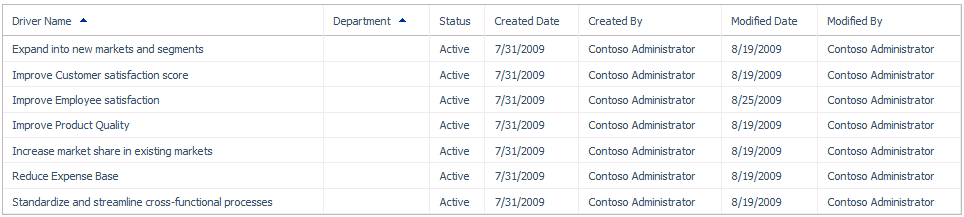 Driver Name Department Status Created Date Created By Modified Date Modified By
Expand into new markets and segments Active 7/31/2009 Contoso Administrator 8/19/2009 Contoso Administrator
Improve Customer satisfaction score Active 7/31/2009 Contoso Administrator 8/19/2009 Contoso Administrator
Improve Employee satisfaction Active 7/31/2009 Contoso Administrator 8/25/2009 Contoso Administrator
Improve Product Quality Active 7/31/2009 Contoso Administrator 8/19/2009 Contoso Administrator
Increase market share in existing markets Active 7/31/2009 Contoso Administrator 8/19/2009 Contoso Administrator
Reduce Expense Base Active 7/31/2009 Contoso Administrator 8/19/2009 Contoso Administrator
Standardize and streamline cross-functional processes Active 7/31/2009 Contoso Administrator 8/19/2009 Contoso Administrator